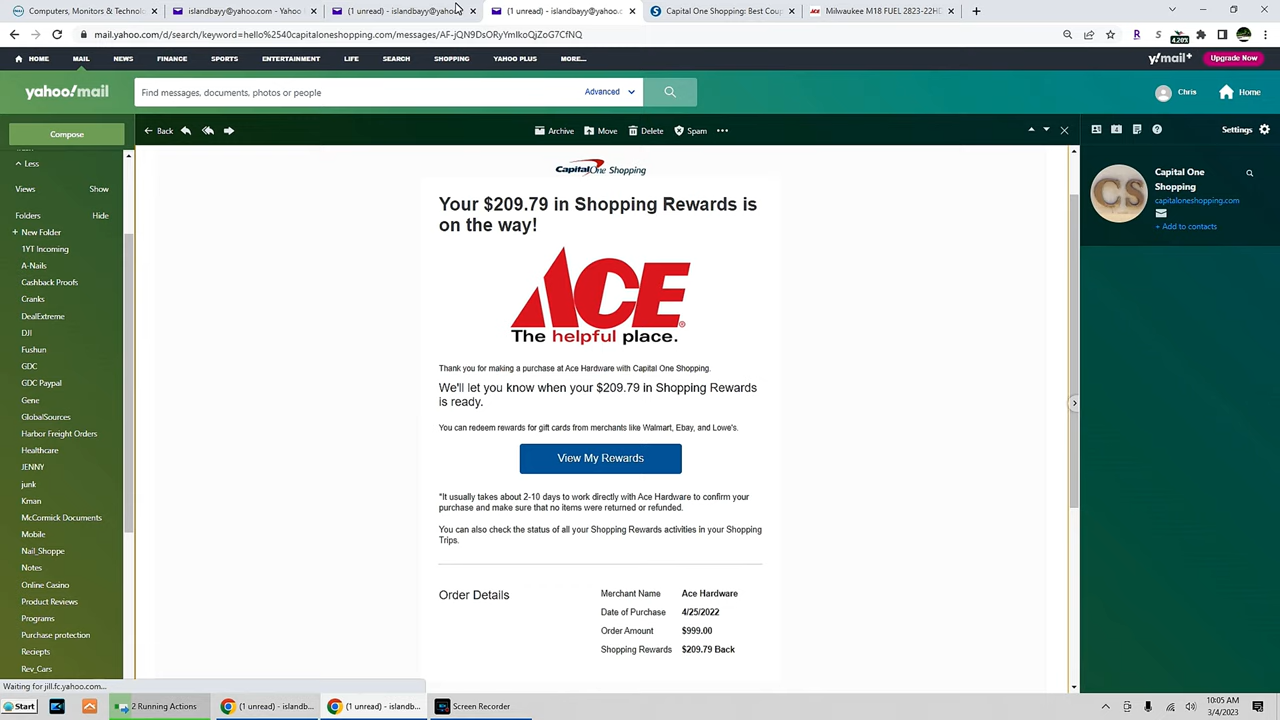 Computers, Monitors & Technolo
islandbayy@yahoo.com - Yahoo
(1 unread) - islandbayy@yahoo
(1 unread) - islandbayy@yahoo.c
Capital One Shopping: Best Coup
Milwaukee M18 FUEL 2823-22HD
mail.yahoo.com/d/search/keyword=hello%2540capitaloneshopping.com/messages/AF-jQN9DsORyYmIkoQjZoG7CfNQ
4.20%
HOME
MAIL
NEWS
FINANCE
SPORTS
ENTERTAINMENT
LIFE
SEARCH
SHOPPING
YAHOO PLUS
MORE...
y!mail+
Upgrade Now
yahoo!mail
Find messages, documents, photos or people
Advanced
Chris
Home
Compose
Back
Archive
Move
Delete
Spam
Settings
Less
Views
Show
Folders
Hide
+ New Folder
1YT Incoming
A-Nails
Cashback Proofs
Cranks
DealExtreme
DJI
Fushun
GDC
GDC Paypal
Gene
GlobalSources
Harbor Freight Orders
Healthcare
JENNY
junk
Kman
McCormick Documents
Mobile
Nail_Shoppe
Notes
Online Casino
Product Reviews
Programs
Purchase protection
Reciepts
Rev_Cars
Capital One Shopping
Your $209.79 in Shopping Rewards is
on the way!
ACE
The helpful place.
Thank you for making a purchase at Ace Hardware with Capital One Shopping.
We'll let you know when your $209.79 in Shopping Rewards
is ready.
You can redeem rewards for gift cards from merchants like Walmart, Ebay, and Lowe's.
View My Rewards
*It usually takes about 2-10 days to work directly with Ace Hardware to confirm your
purchase and make sure that no items were returned or refunded.
You can also check the status of all your Shopping Rewards activities in your Shopping
Trips.
Order Details
Merchant Name Ace Hardware
Date of Purchase 4/25/2022
Order Amount $999.00
Shopping Rewards $209.79 Back
CS
Capital One
Shopping
capitaloneshopping.com
+ Add to contacts
Waiting for jill.fc.yahoo.com...
Start
2 Running Actions
(1 unread) - islandb...
(1 unread) - islandb...
Screen Recorder
10:05 AM
3/4/2023